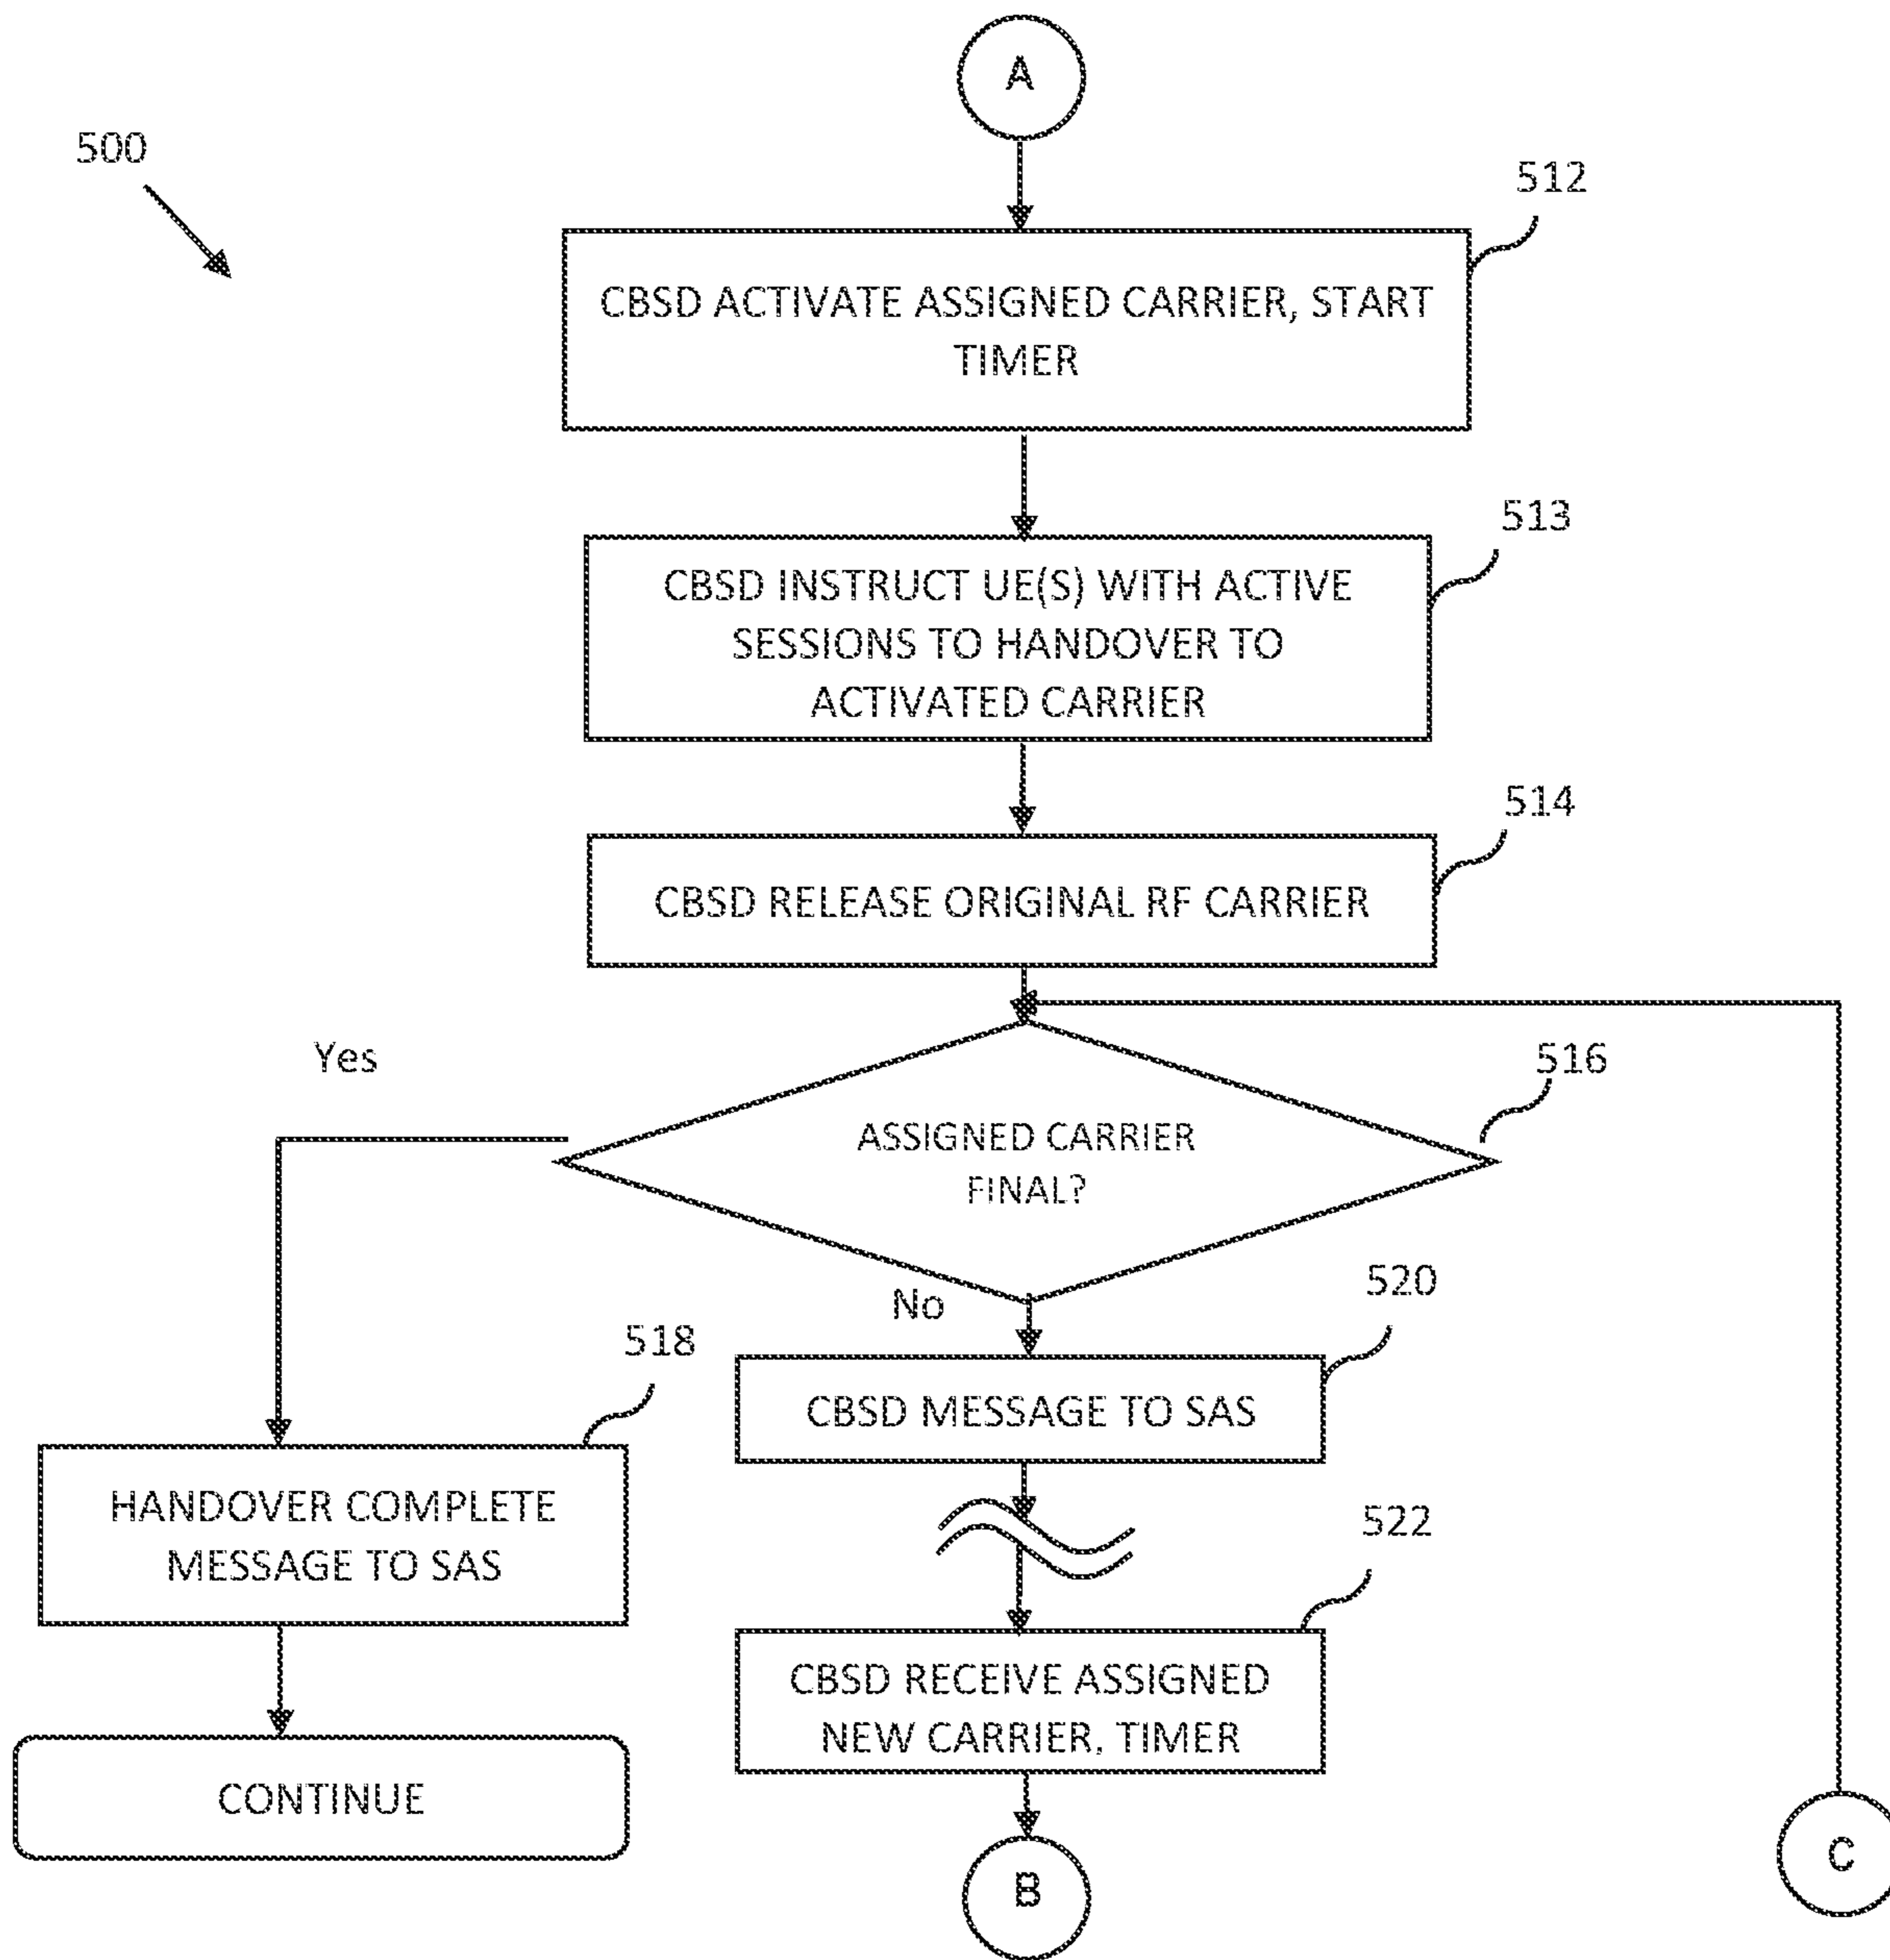 A
500
512
CBSD ACTIVATE ASSIGNED CARRIER, START
TIMER
513
CBSD INSTRUCT UE(S) WITH ACTIVE
SESSIONS TO HANDOVER TO
ACTIVATED CARRIER
514
CBSD RELEASE ORIGINAL RF CARRIER
Yes
516
ASSIGNED CARRIER
FINAL?
No
520
518
CBSD MESSAGE TO SAS
HANDOVER COMPLETE
MESSAGE TO SAS
522
CBSD RECEIVE ASSIGNED
NEW CARRIER, TIMER
CONTINUE
C
B